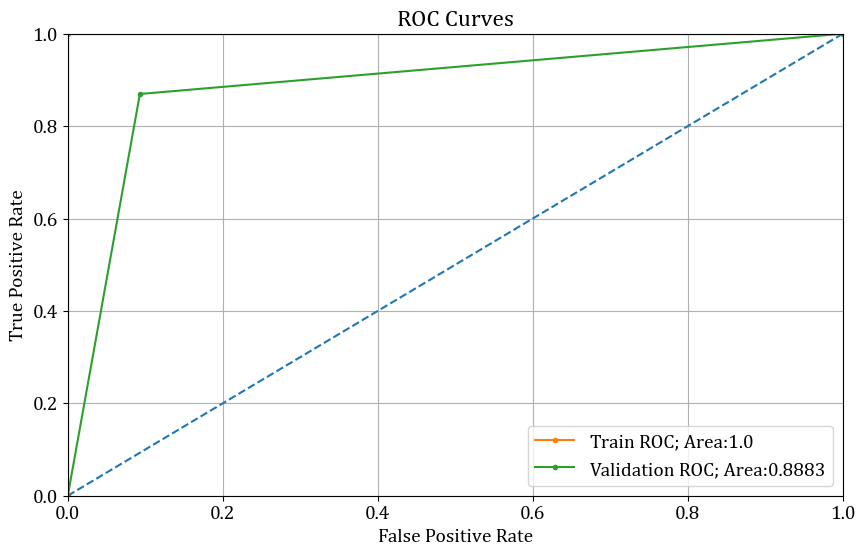 ROC Curves
True Positive Rate
1.0
0.8
0.6
0.4
0.2
0.0
0.0 0.2 0.4 0.6 0.8 1.0
False Positive Rate
Train ROC; Area:1.0
Validation ROC; Area:0.8883